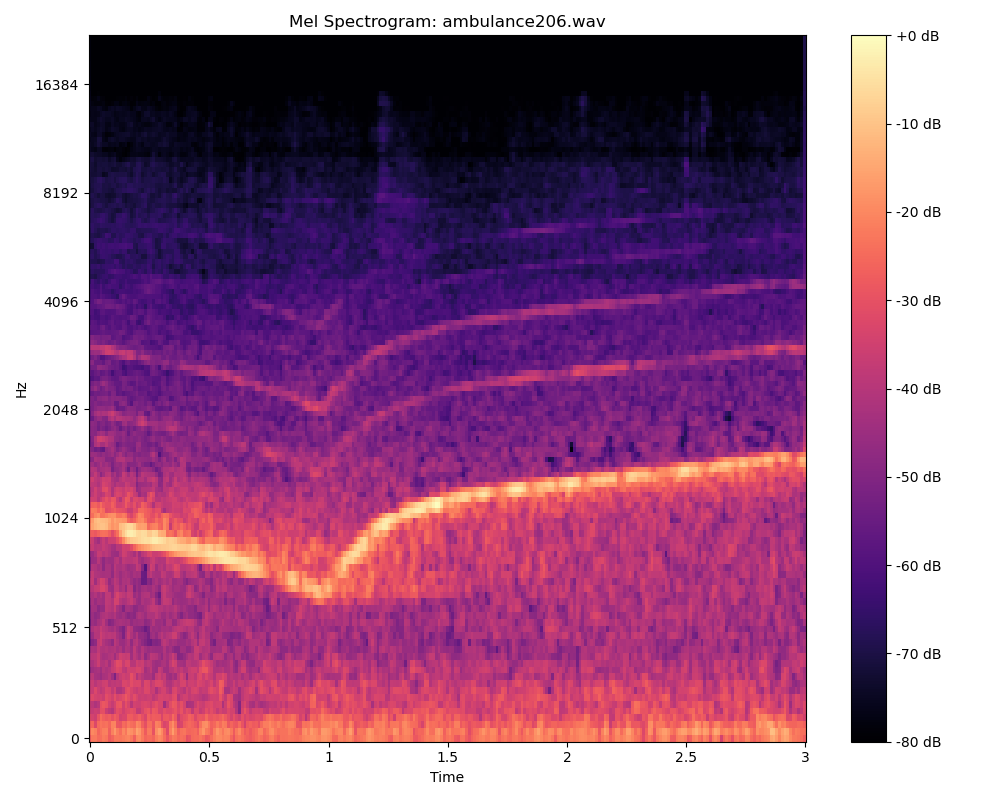 Mel Spectrogram: ambulance206.wav
+0 dB
16384
-10 dB
8192
-20 dB
4096
-30 dB
Hz
-40 dB
2048
-50 dB
1024
-60 dB
512
-70 dB
0
-80 dB
0 0.5 1 1.5 2 2.5 3
Time